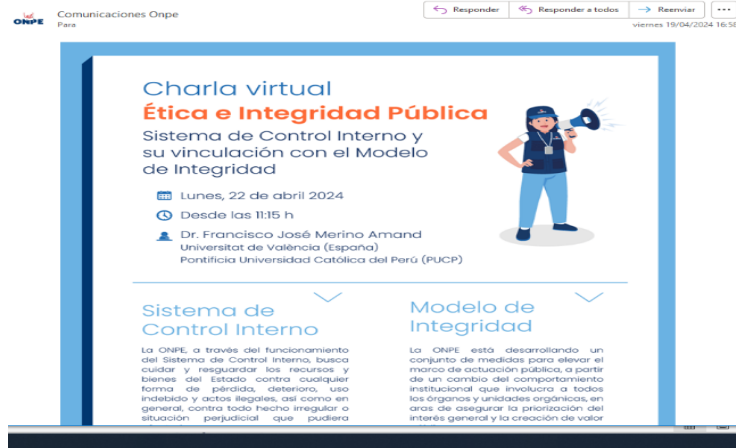 Comunicaciones Onpe
Responder
Responder a todos
Reenviar
ONPE
Para
viernes 19/04/2024 16:58
Charla virtual
Ética e Integridad Pública
Sistema de Control Interno y
su vinculación con el Modelo
de Integridad
Lunes, 22 de abril 2024
Desde las 11:15 h
Dr. Francisco José Merino Amand
Universitat de València (España)
Pontificia Universidad Católica del Perú (PUCP)
Sistema de
Control Interno
La ONPE, a través del funcionamiento
del Sistema de Control Interno, busca
cuidar y resguardar los recursos y
bienes del Estado contra cualquier
forma de pérdida, deterioro, uso
indebido y actos ilegales, así como en
general, contra todo hecho irregular o
situación perjudicial que pudiera
Modelo de
Integridad
La ONPE está desarrollando un
conjunto de medidas para elevar el
marco de actuación pública, a partir
de un cambio del comportamiento
institucional que involucra a todos
los órganos y unidades orgánicas, en
aras de asegurar la priorización del
interés general y la creación de valor